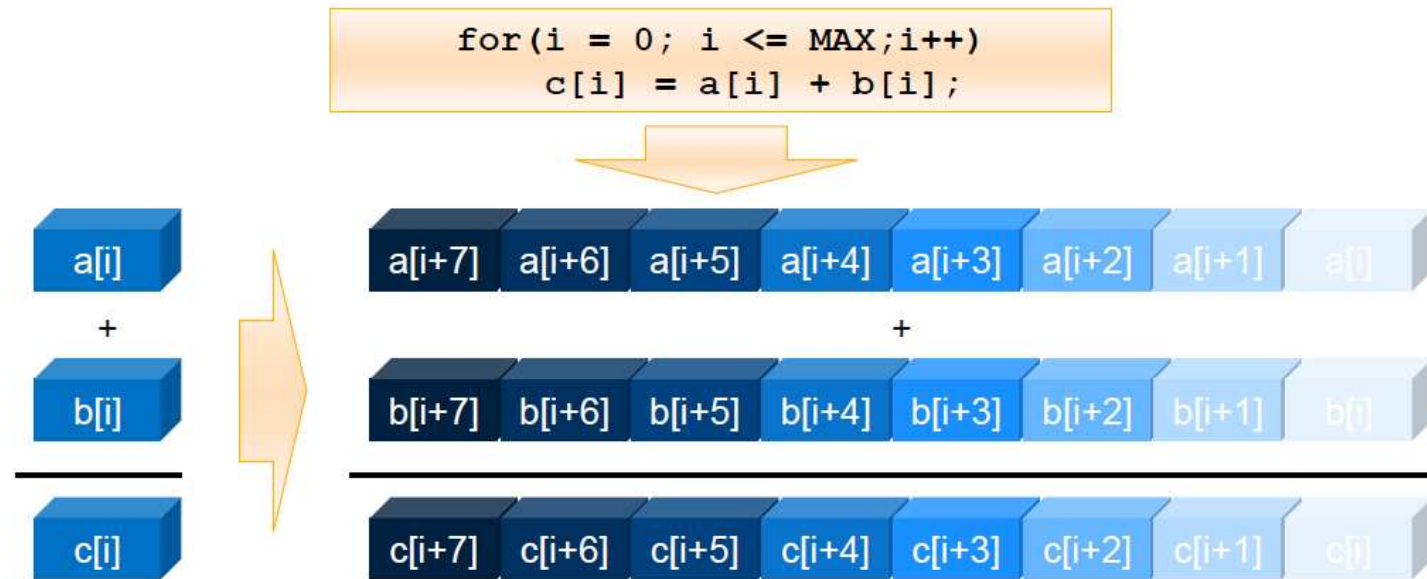 for(i = 0; i <= MAX;i++)
c[i] = a[i] + b[i];
a[i] a[i+7] a[i+6] a[i+5] a[i+4] a[i+3] a[i+2] a[i+1] a[i]
+ +
b[i] b[i+7] b[i+6] b[i+5] b[i+4] b[i+3] b[i+2] b[i+1] b[i]
c[i] c[i+7] c[i+6] c[i+5] c[i+4] c[i+3] c[i+2] c[i+1] c[i]